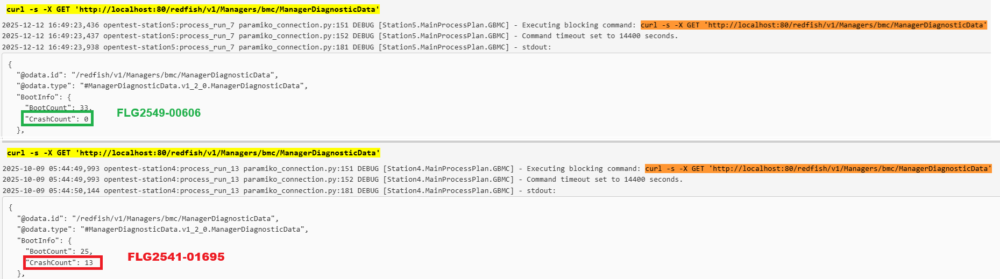 curl -s -X GET 'http://localhost:80/redfish/v1/Managers/bmc/ManagerDiagnosticData'
2025-12-12 16:49:23,436 opentest-station5:process_run_7 paramiko_connection.py:151 DEBUG [Station5.MainProcessPlan.GBMC] - Executing blocking command: curl -s -X GET 'http://localhost:80/redfish/v1/Managers/bmc/ManagerDiagnosticData'
2025-12-12 16:49:23,437 opentest-station5:process_run_7 paramiko_connection.py:152 DEBUG [Station5.MainProcessPlan.GBMC] - Command timeout set to 14400 seconds.
2025-12-12 16:49:23,938 opentest-station5:process_run_7 paramiko_connection.py:181 DEBUG [Station5.MainProcessPlan.GBMC] - stdout:
{
"@odata.id": "/redfish/v1/Managers/bmc/ManagerDiagnosticData",
"@odata.type": "#ManagerDiagnosticData.v1_2_0.ManagerDiagnosticData",
"BootInfo": {
"BootCount": 33,
"CrashCount": 0
FLG2549-00606
},
curl -s -X GET 'http://localhost:80/redfish/v1/Managers/bmc/ManagerDiagnosticData'
2025-10-09 05:44:49,993 opentest-station4:process_run_13 paramiko_connection.py:151 DEBUG [Station4.MainProcessPlan.GBMC] - Executing blocking command: curl -s -X GET 'http://localhost:80/redfish/v1/Managers/bmc/ManagerDiagnosticData'
2025-10-09 05:44:49,993 opentest-station4:process_run_13 paramiko_connection.py:152 DEBUG [Station4.MainProcessPlan.GBMC] - Command timeout set to 14400 seconds.
2025-10-09 05:44:50,144 opentest-station4:process_run_13 paramiko_connection.py:181 DEBUG [Station4.MainProcessPlan.GBMC] - stdout:
{
"@odata.id": "/redfish/v1/Managers/bmc/ManagerDiagnosticData",
"@odata.type": "#ManagerDiagnosticData.v1_2_0.ManagerDiagnosticData",
"BootInfo": {
"BootCount": 25,
"CrashCount": 13
FLG2541-01695
},